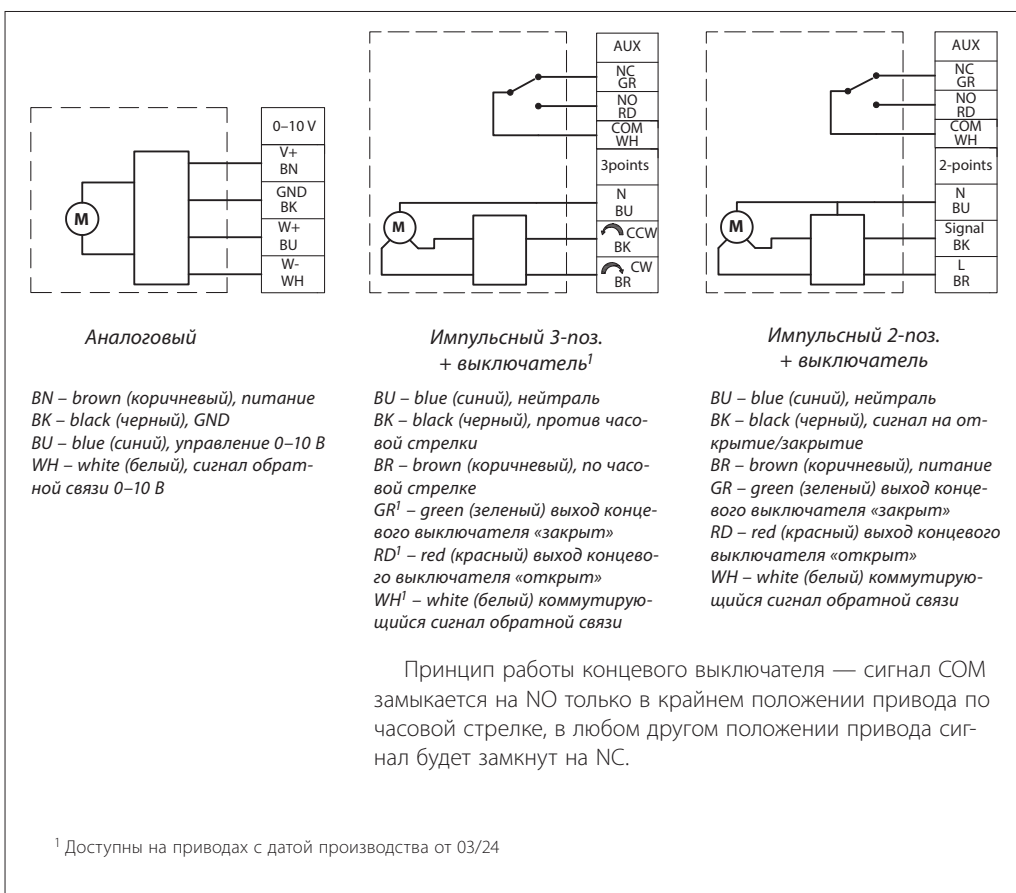 0–10 V
V+
BN
GND
BK
W+
BU
W-
WH
M
Аналоговый
BN – brown (коричневый), питание
BK – black (черный), GND
BU – blue (синий), управление 0–10 В
WH – white (белый), сигнал обрат-
ной связи 0–10 В
AUX
NC
GR
NO
RD
COM
WH
3points
N
BU
CCW
BK
CW
BR
M
Импульсный 3-поз.
+ выключатель¹
BU – blue (синий), нейтраль
BK – black (черный), против часо-
вой стрелки
BR – brown (коричневый), по часо-
вой стрелке
GR¹ – green (зеленый) выход конце-
вого выключателя «закрыт»
RD¹ – red (красный) выход концево-
го выключателя «открыт»
WH¹ – white (белый) коммутирую-
щийся сигнал обратной связи
AUX
NC
GR
NO
RD
COM
WH
2-points
N
BU
Signal
BK
L
BR
M
Импульсный 2-поз.
+ выключатель
BU – blue (синий), нейтраль
BK – black (черный), сигнал на от-
крытие/закрытие
BR – brown (коричневый), питание
GR – green (зеленый) выход конце-
вого выключателя «закрыт»
RD – red (красный) выход концевого
выключателя «открыт»
WH – white (белый) коммутирую-
щийся сигнал обратной связи
Принцип работы концевого выключателя — сигнал COM
замыкается на NO только в крайнем положении привода по
часовой стрелке, в любом другом положении привода сиг-
нал будет замкнут на NC.
¹ Доступны на приводах с датой производства от 03/24